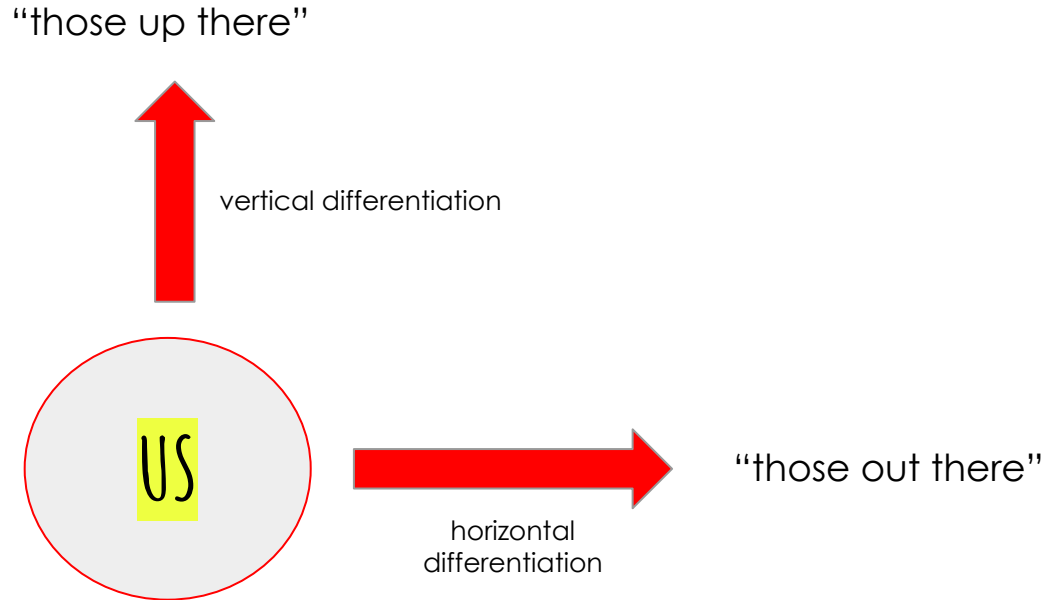 “those up there”
vertical differentiation
US
“those out there”
horizontal
differentiation